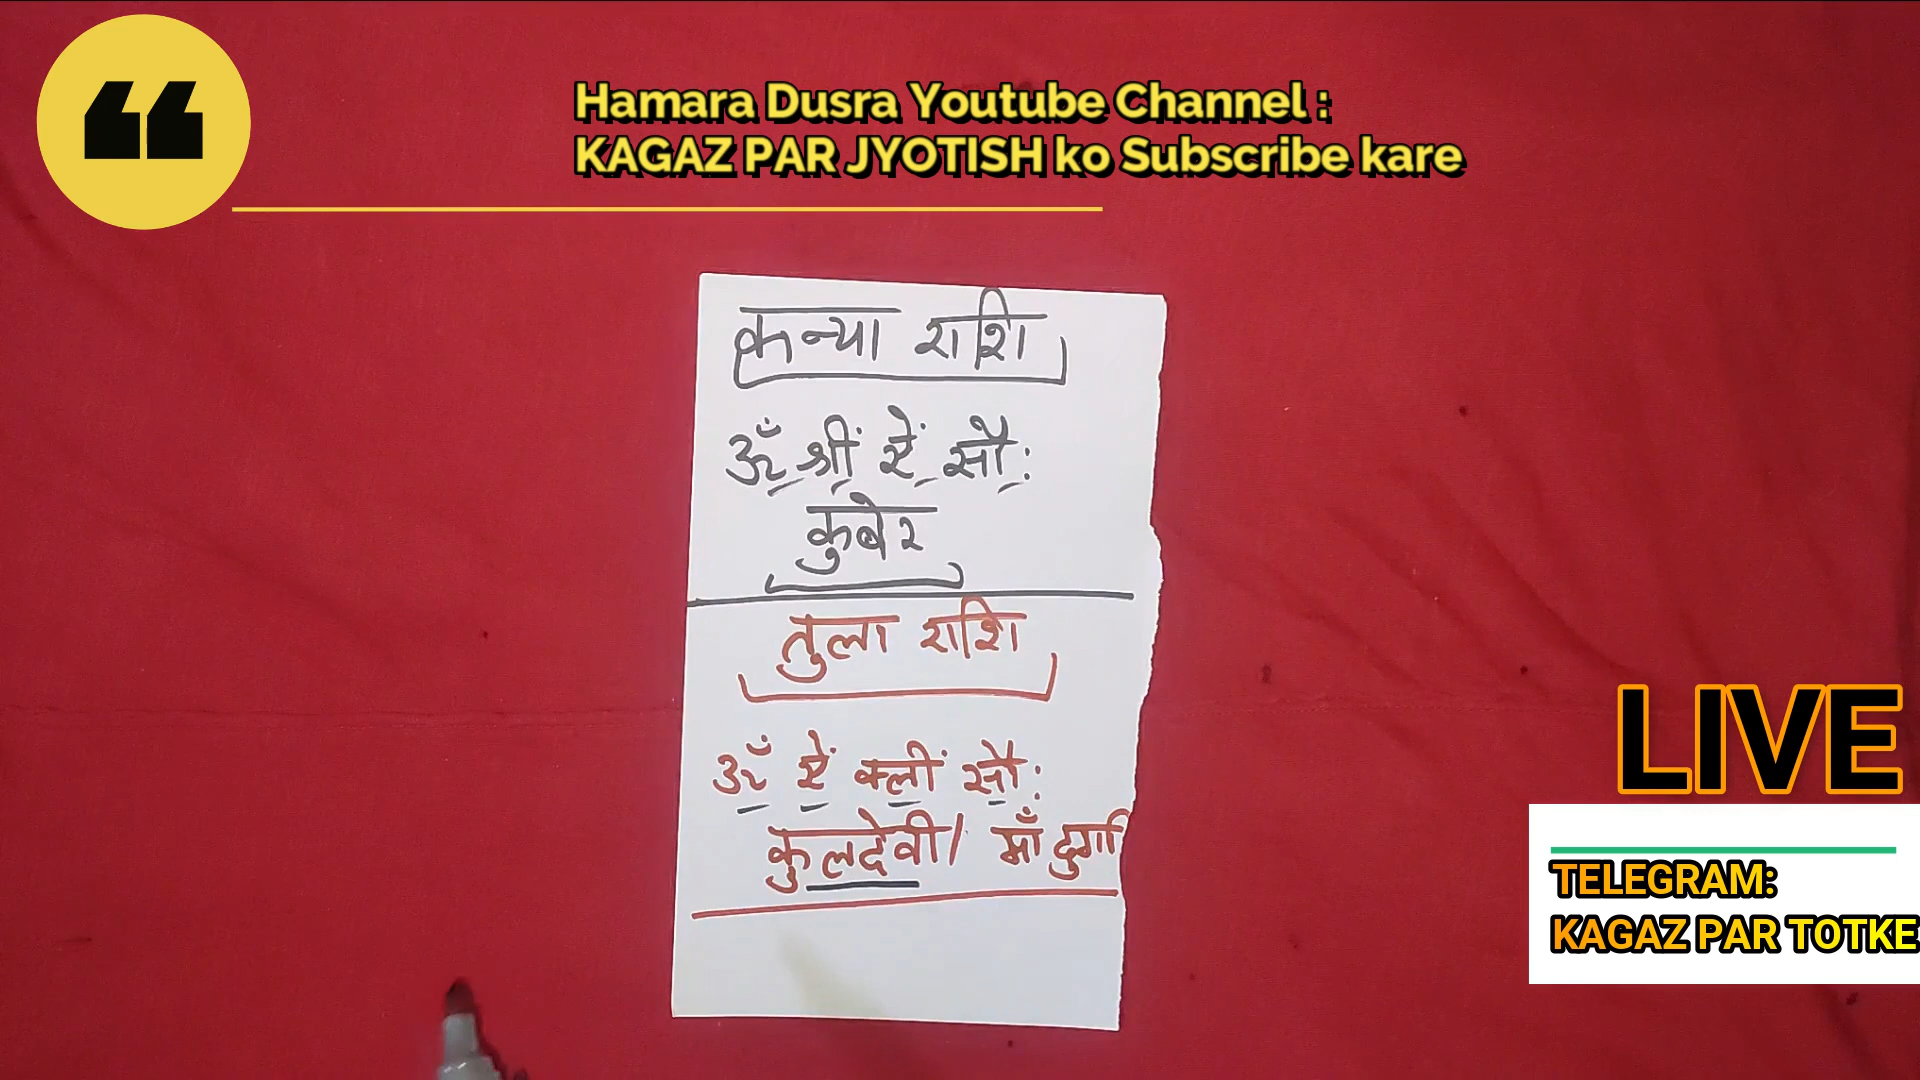 Hamara Dusra Youtube Channel :
KAGAZ PAR JYOTISH ko Subscribe kare
कन्या राशि
ॐ श्रीं ऐं सौ:
कुबेर
तुला राशि
ॐ ऐं क्लीं सौ:
कुलदेवी / माँ दुर्गा
LIVE
TELEGRAM:
KAGAZ PAR TOTKE